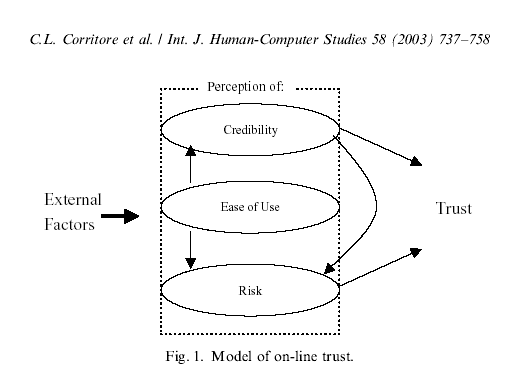 C.L. Corritore et al. / Int. J. Human-Computer Studies 58 (2003) 737–758
Perception of:
Credibility
External
Factors
Ease of Use
Trust
Risk
Fig. 1. Model of on-line trust.